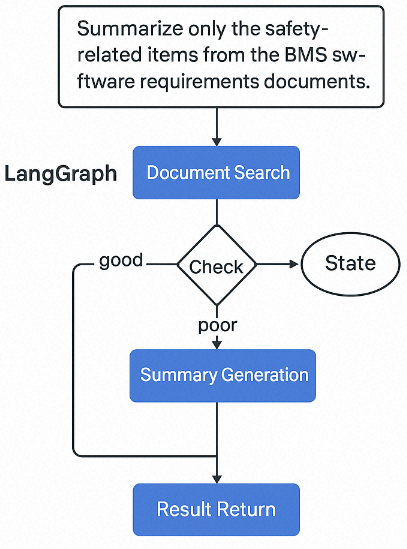 Summarize only the safety-
related items from the BMS sw-
ftware requirements documents.
LangGraph
Document Search
good
Check
State
poor
Summary Generation
Result Return